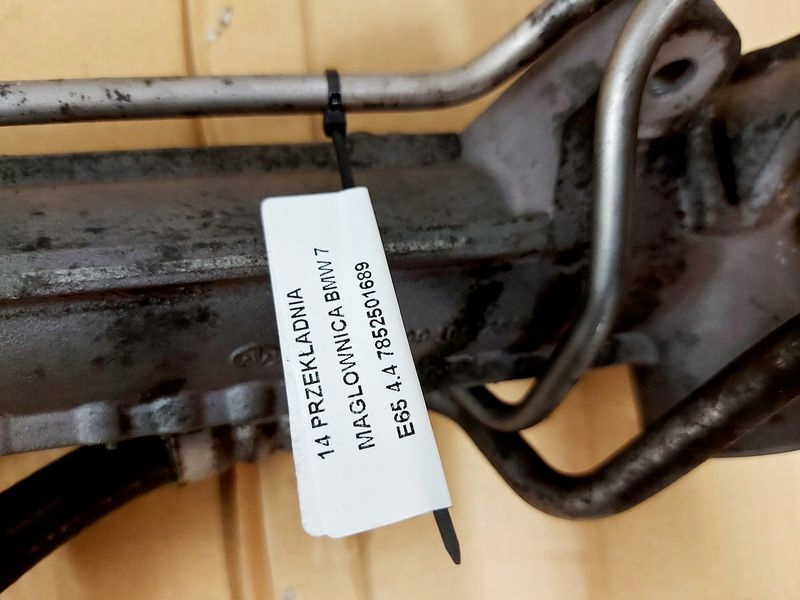 14 PRZEKŁADNIA
MAGLOWNICA BMW 7
E65 4.4 7852501689